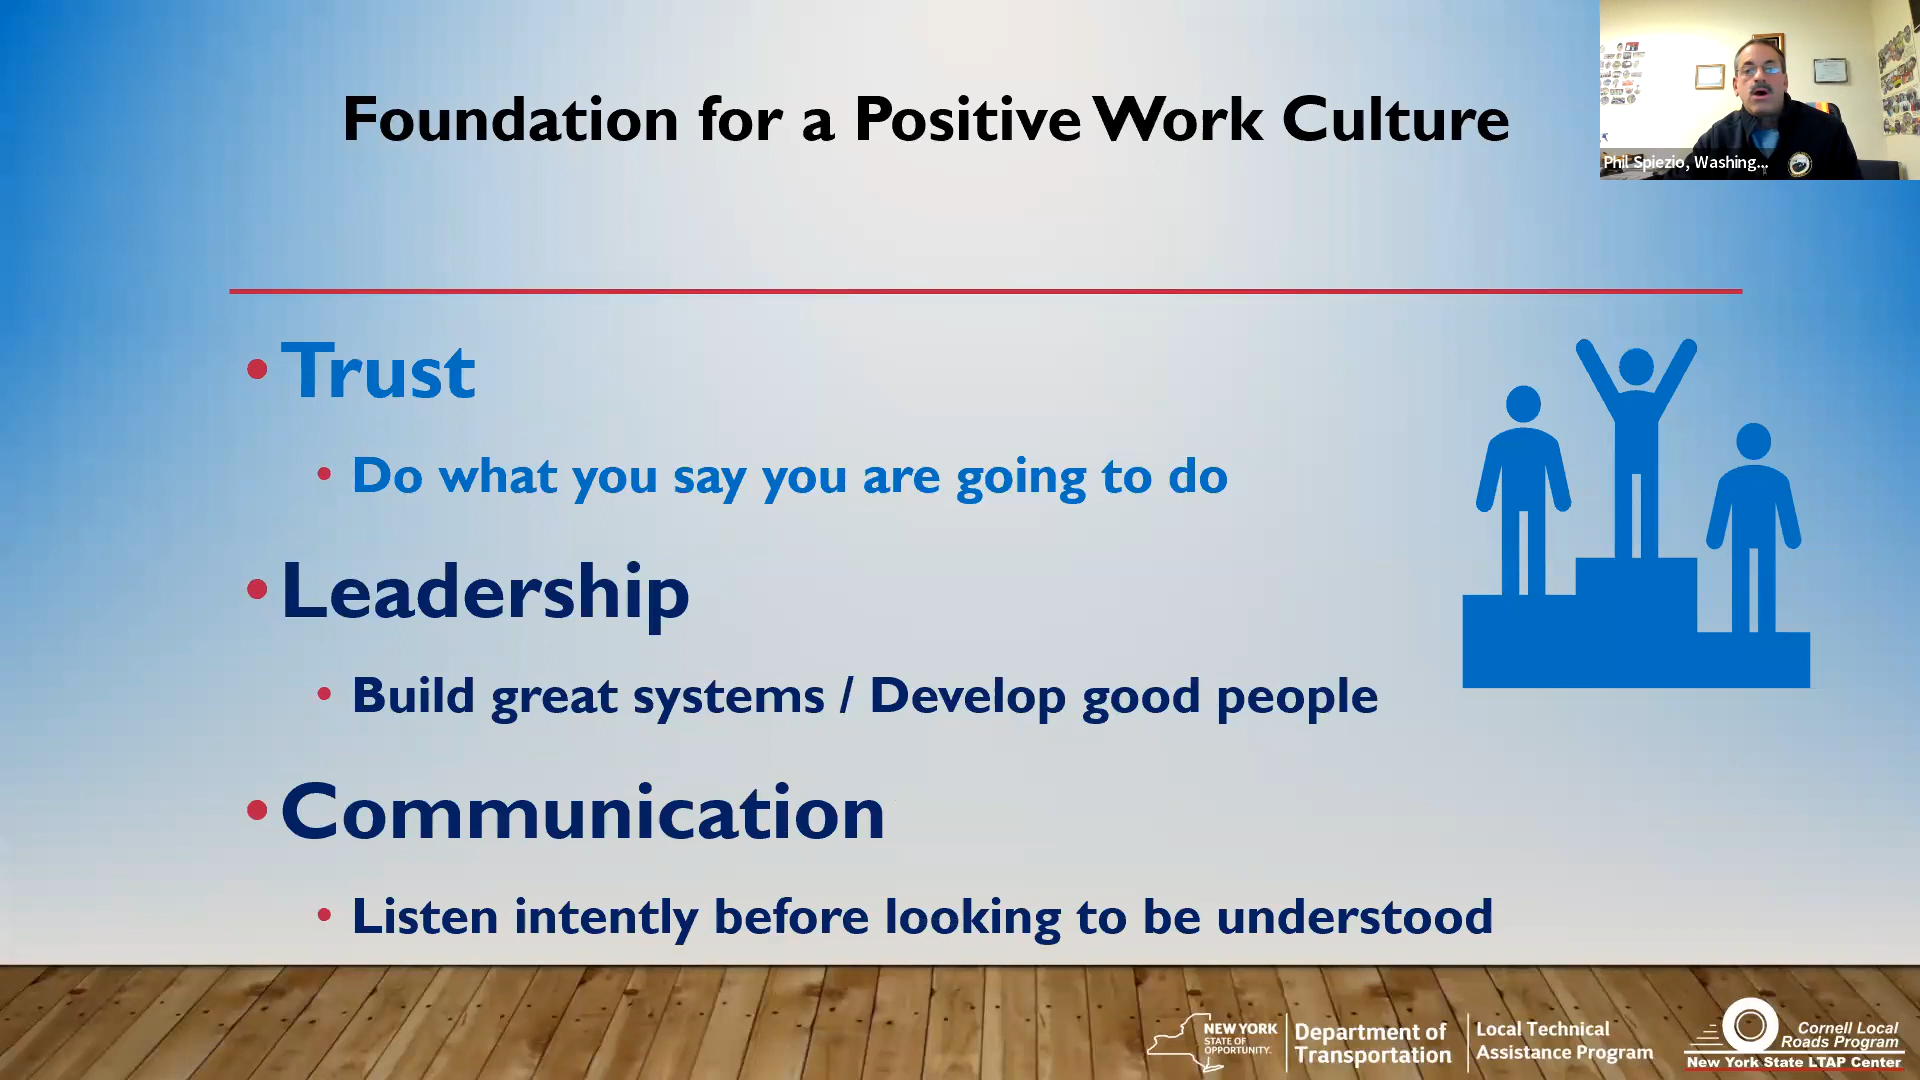 Foundation for a Positive Work Culture
Phil Spiezio, Washing...
• Trust
• Do what you say you are going to do
• Leadership
• Build great systems / Develop good people
• Communication
• Listen intently before looking to be understood
NEW YORK
STATE OF
OPPORTUNITY.
Department of
Transportation
Local Technical
Assistance Program
Cornell Local
Roads Program
New York State LTAP Center